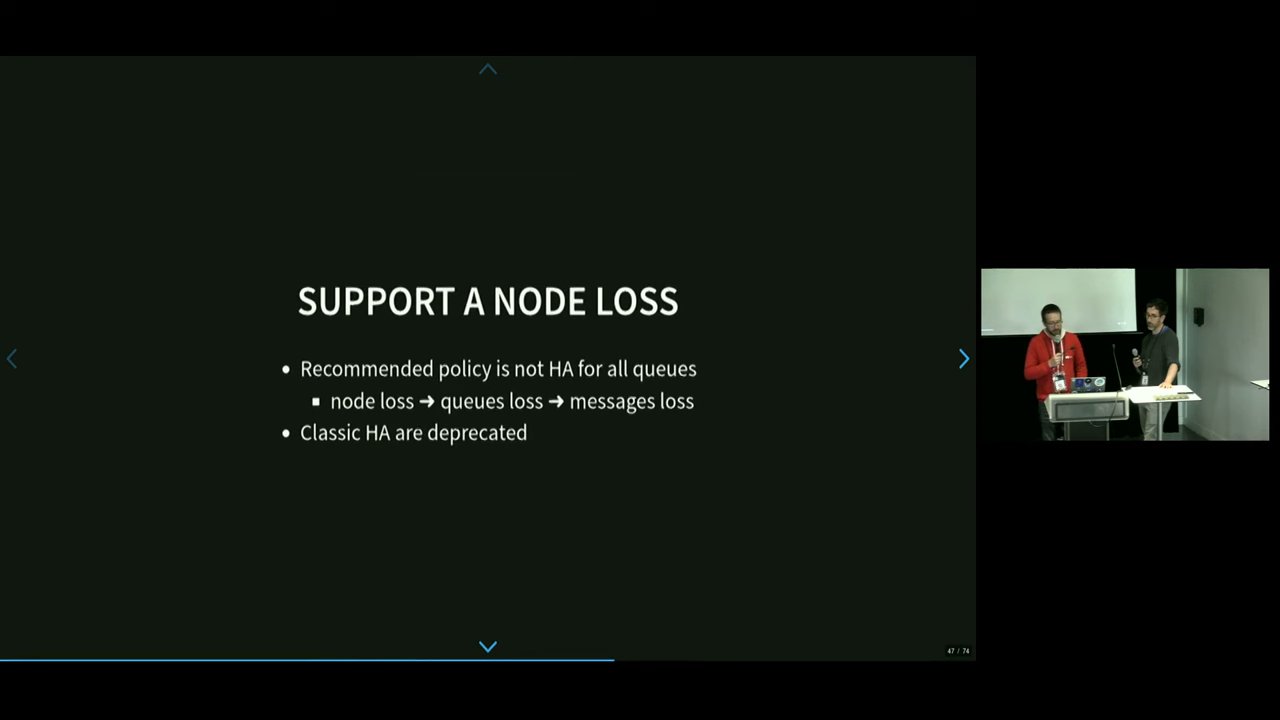 SUPPORT A NODE LOSS
Recommended policy is not HA for all queues
node loss ➜ queues loss ➜ messages loss
Classic HA are deprecated
47 / 74